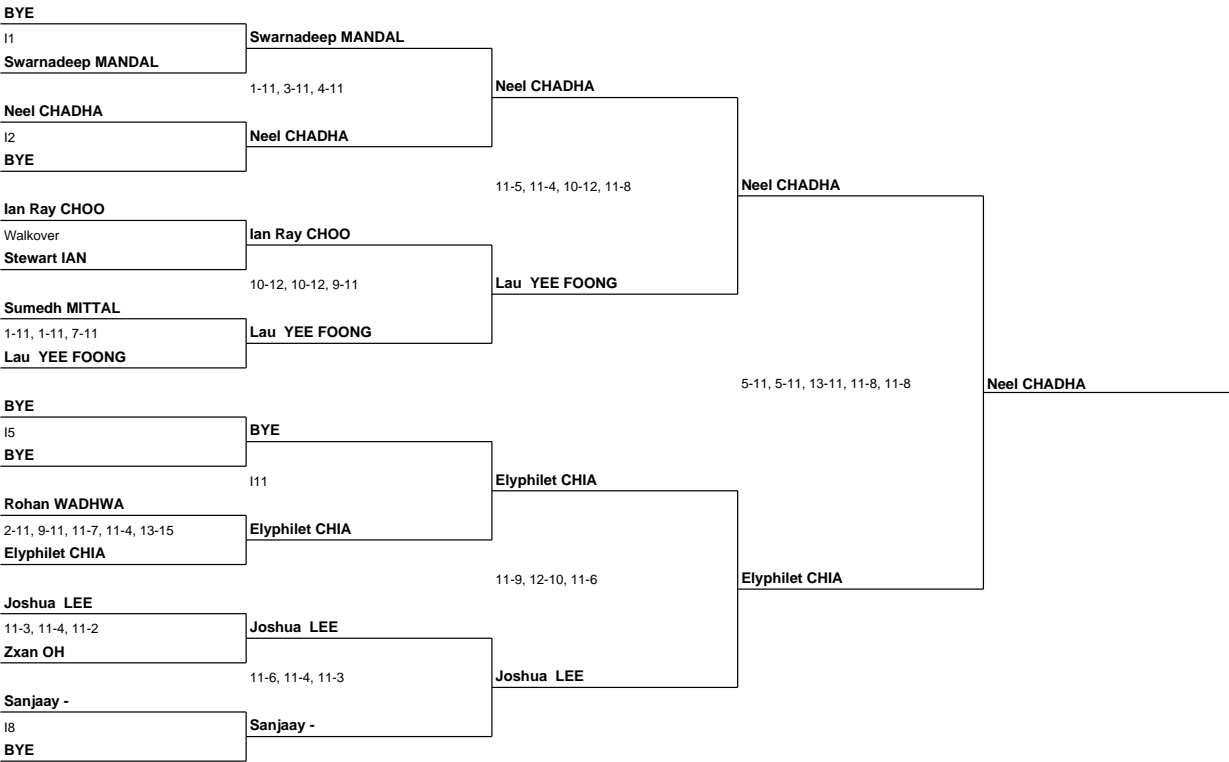 BYE
I1
Swarnadeep MANDAL
Swarnadeep MANDAL
1-11, 3-11, 4-11
Neel CHADHA
Neel CHADHA
I2
BYE
Neel CHADHA
11-5, 11-4, 10-12, 11-8
Neel CHADHA
Ian Ray CHOO
Walkover
Stewart IAN
Ian Ray CHOO
10-12, 10-12, 9-11
Lau  YEE FOONG
Sumedh MITTAL
1-11, 1-11, 7-11
Lau  YEE FOONG
Lau  YEE FOONG
5-11, 5-11, 13-11, 11-8, 11-8
Neel CHADHA
BYE
I5
BYE
BYE
I11
Elyphilet CHIA
Rohan WADHWA
2-11, 9-11, 11-7, 11-4, 13-15
Elyphilet CHIA
Elyphilet CHIA
11-9, 12-10, 11-6
Elyphilet CHIA
Joshua  LEE
11-3, 11-4, 11-2
Zxan OH
Joshua  LEE
11-6, 11-4, 11-3
Joshua  LEE
Sanjaay -
I8
BYE
Sanjaay -